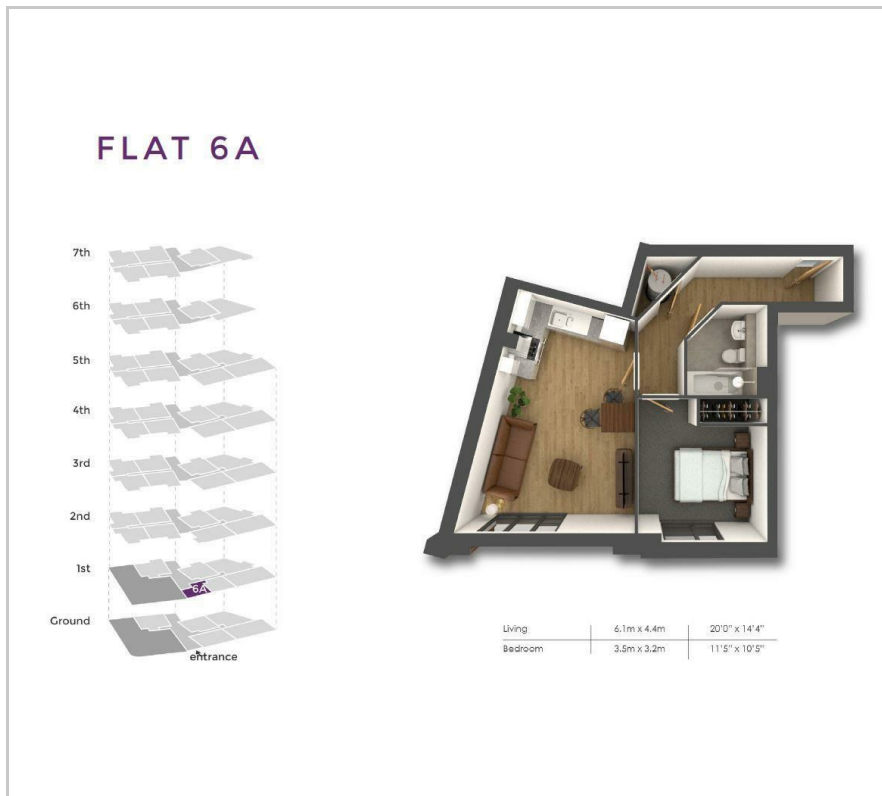 FLAT 6A
7th
6th
5th
4th
3rd
2nd
1st
6A
Ground
entrance
Living 6.1m x 4.4m 20'0" x 14'4"
Bedroom 3.5m x 3.2m 11'5" x 10'5"